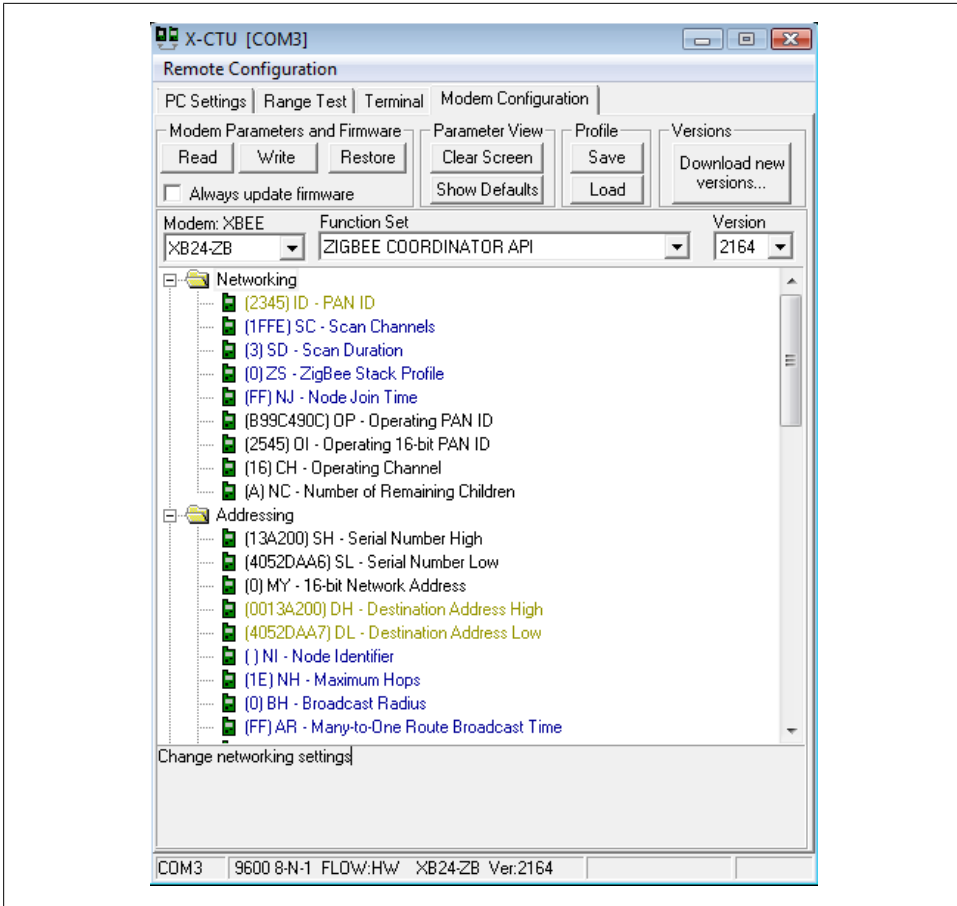 X-CTU [COM3]
Remote Configuration
PC Settings Range Test Terminal Modem Configuration
Modem Parameters and Firmware Parameter View Profile Versions
Read Write Restore Clear Screen Save Download new versions...
Always update firmware Show Defaults Load
Modem: XBEE Function Set Version
XB24-ZB ZIGBEE COORDINATOR API 2164
Networking
(2345) ID - PAN ID
(1FFE) SC - Scan Channels
(3) SD - Scan Duration
(0) ZS - ZigBee Stack Profile
(FF) NJ - Node Join Time
(B99C490C) OP - Operating PAN ID
(2545) OI - Operating 16-bit PAN ID
(16) CH - Operating Channel
(A) NC - Number of Remaining Children
Addressing
(13A200) SH - Serial Number High
(4052DAA6) SL - Serial Number Low
(0) MY - 16-bit Network Address
(0013A200) DH - Destination Address High
(4052DAA7) DL - Destination Address Low
( ) NI - Node Identifier
(1E) NH - Maximum Hops
(0) BH - Broadcast Radius
(FF) AR - Many-to-One Route Broadcast Time
Change networking settings
COM3 9600 8-N-1 FLOW:HW XB24-ZB Ver:2164